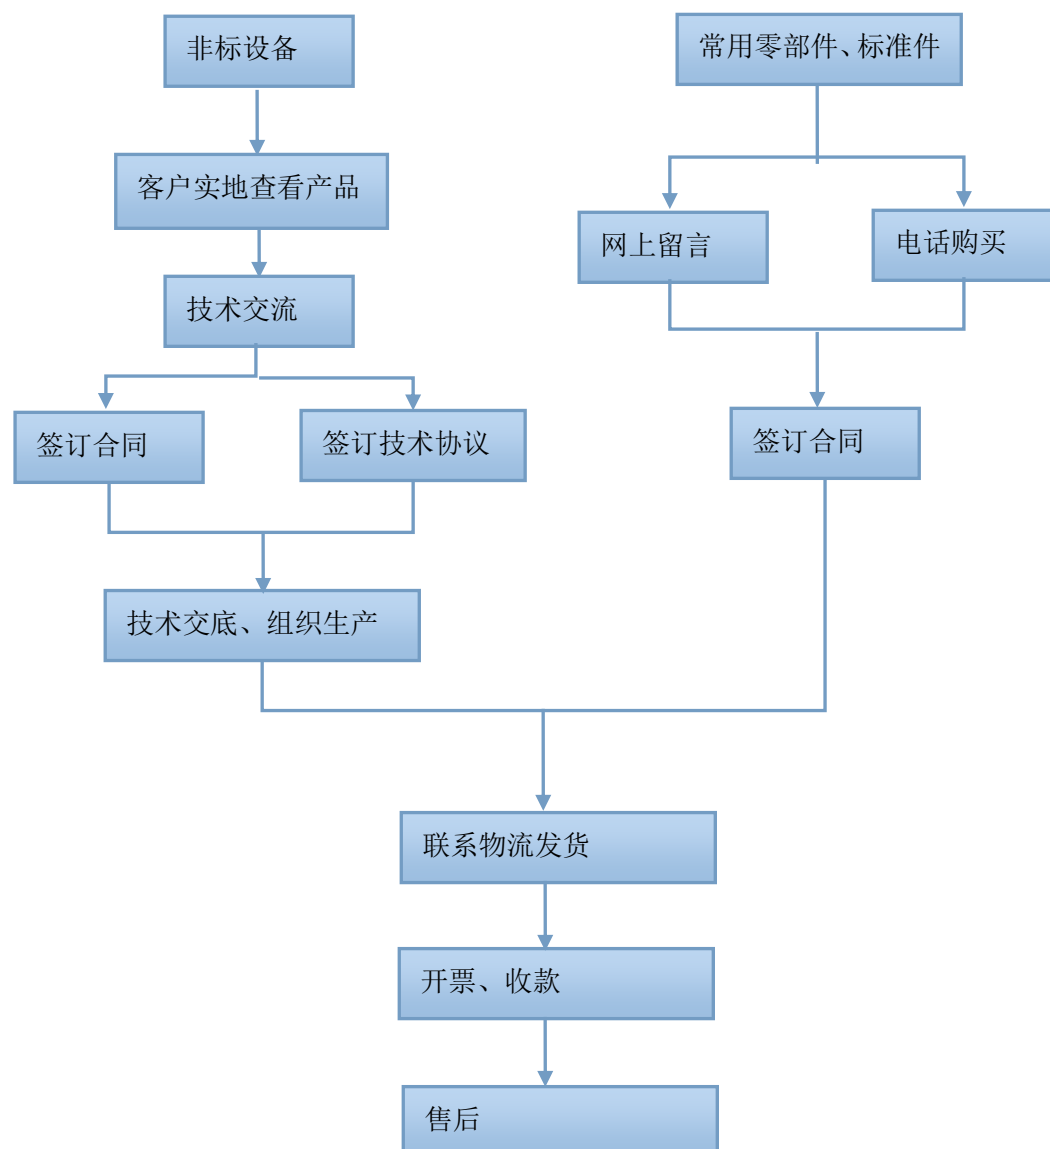 非标设备
常用零部件、标准件
客户实地查看产品
网上留言
电话购买
技术交流
签订合同
签订技术协议
签订合同
技术交底、组织生产
联系物流发货
开票、收款
售后